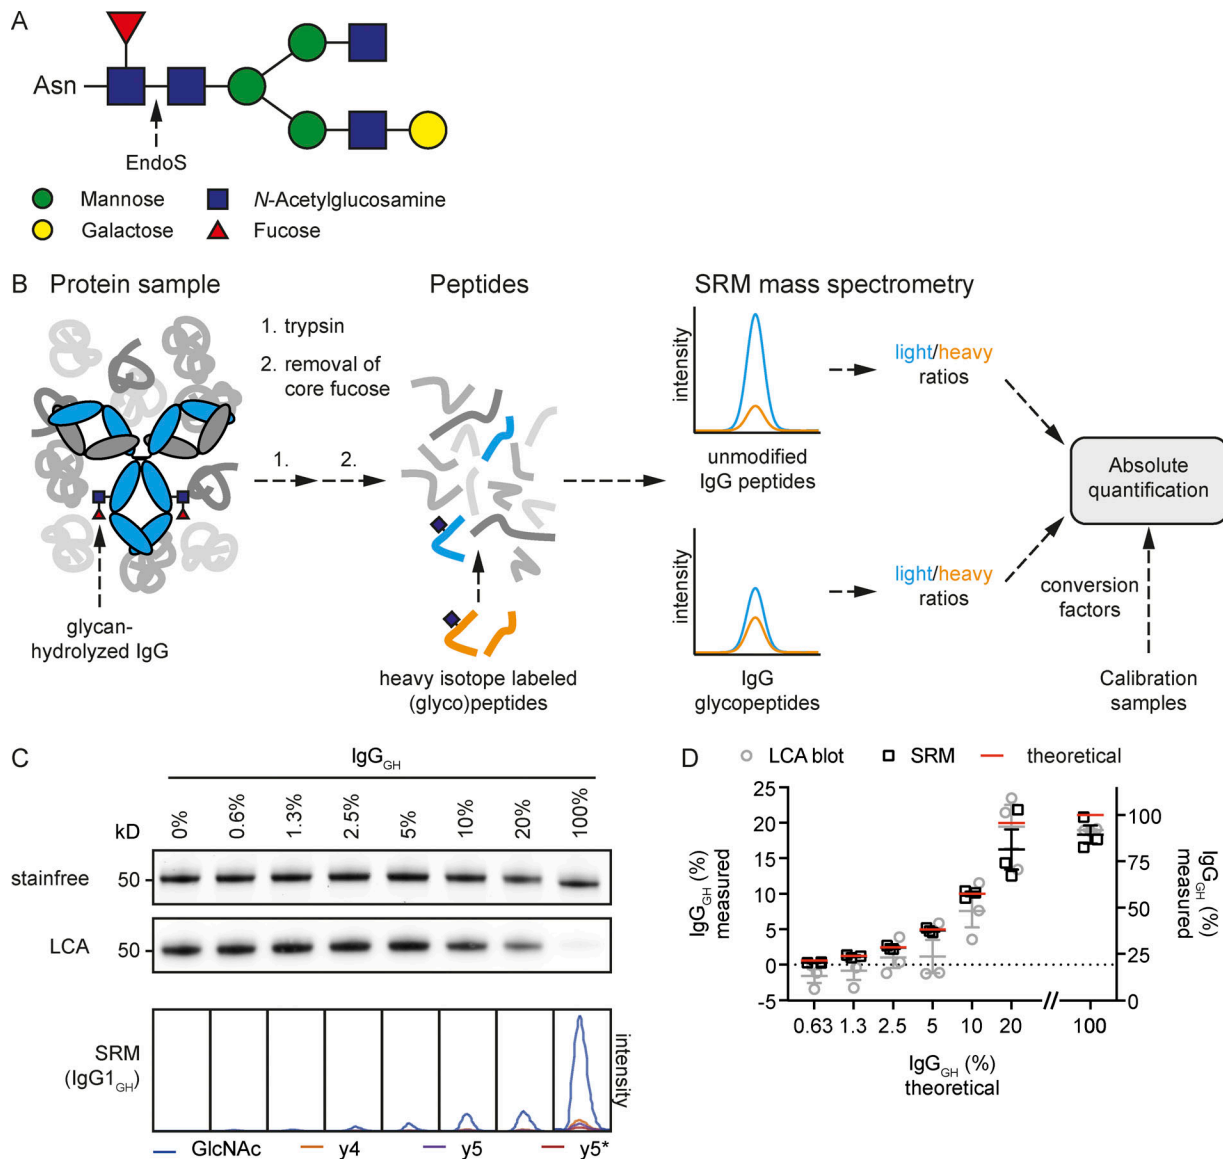 A
Asn
EndoS
Mannose
N-Acetylglucosamine
Galactose
Fucose
B
Protein sample
Peptides
SRM mass spectrometry
1. trypsin
2. removal of
core fucose
1.
2.
glycan-
hydrolyzed IgG
heavy isotope labeled
(glyco)peptides
intensity
unmodified
IgG peptides
light/heavy
ratios
intensity
IgG
glycopeptides
light/heavy
ratios
Absolute
quantification
conversion
factors
Calibration
samples
C
IgG_GH
kD
0%
0.6%
1.3%
2.5%
5%
10%
20%
100%
stainfree
50
LCA
50
SRM
(IgG1_GH)
intensity
GlcNAc
y4
y5
y5*
D
LCA blot
SRM
theoretical
IgG_GH (%)
measured
25
20
15
10
5
0
-5
100
75
50
25
0
IgG_GH (%)
measured
0.63
1.3
2.5
5
10
20
100
IgG_GH (%)
theoretical